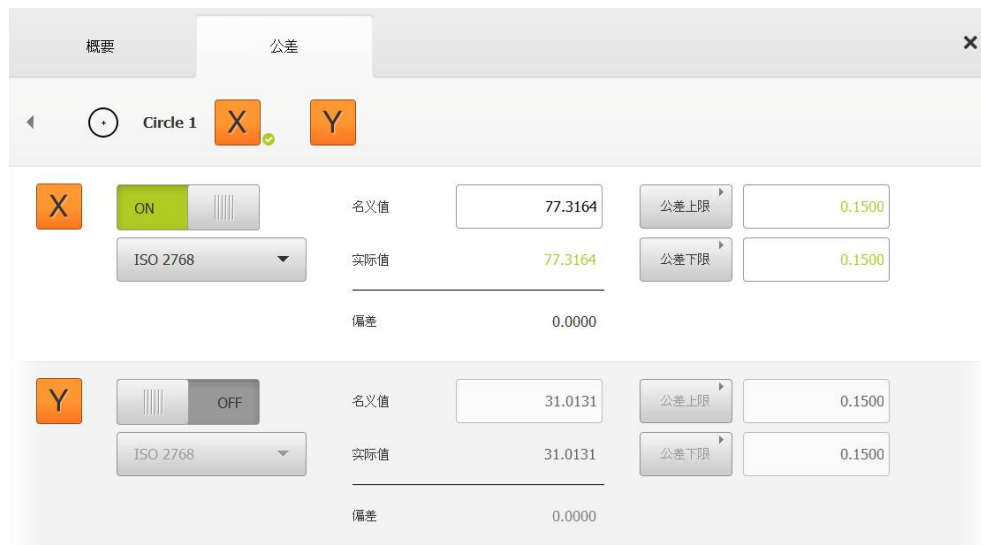 概要 公差 ×
Circle 1 X Y
X ON 名义值 77.3164 公差上限 0.1500
ISO 2768 实际值 77.3164 公差下限 0.1500
偏差 0.0000
Y OFF 名义值 31.0131 公差上限 0.1500
ISO 2768 实际值 31.0131 公差下限 0.1500
偏差 0.0000